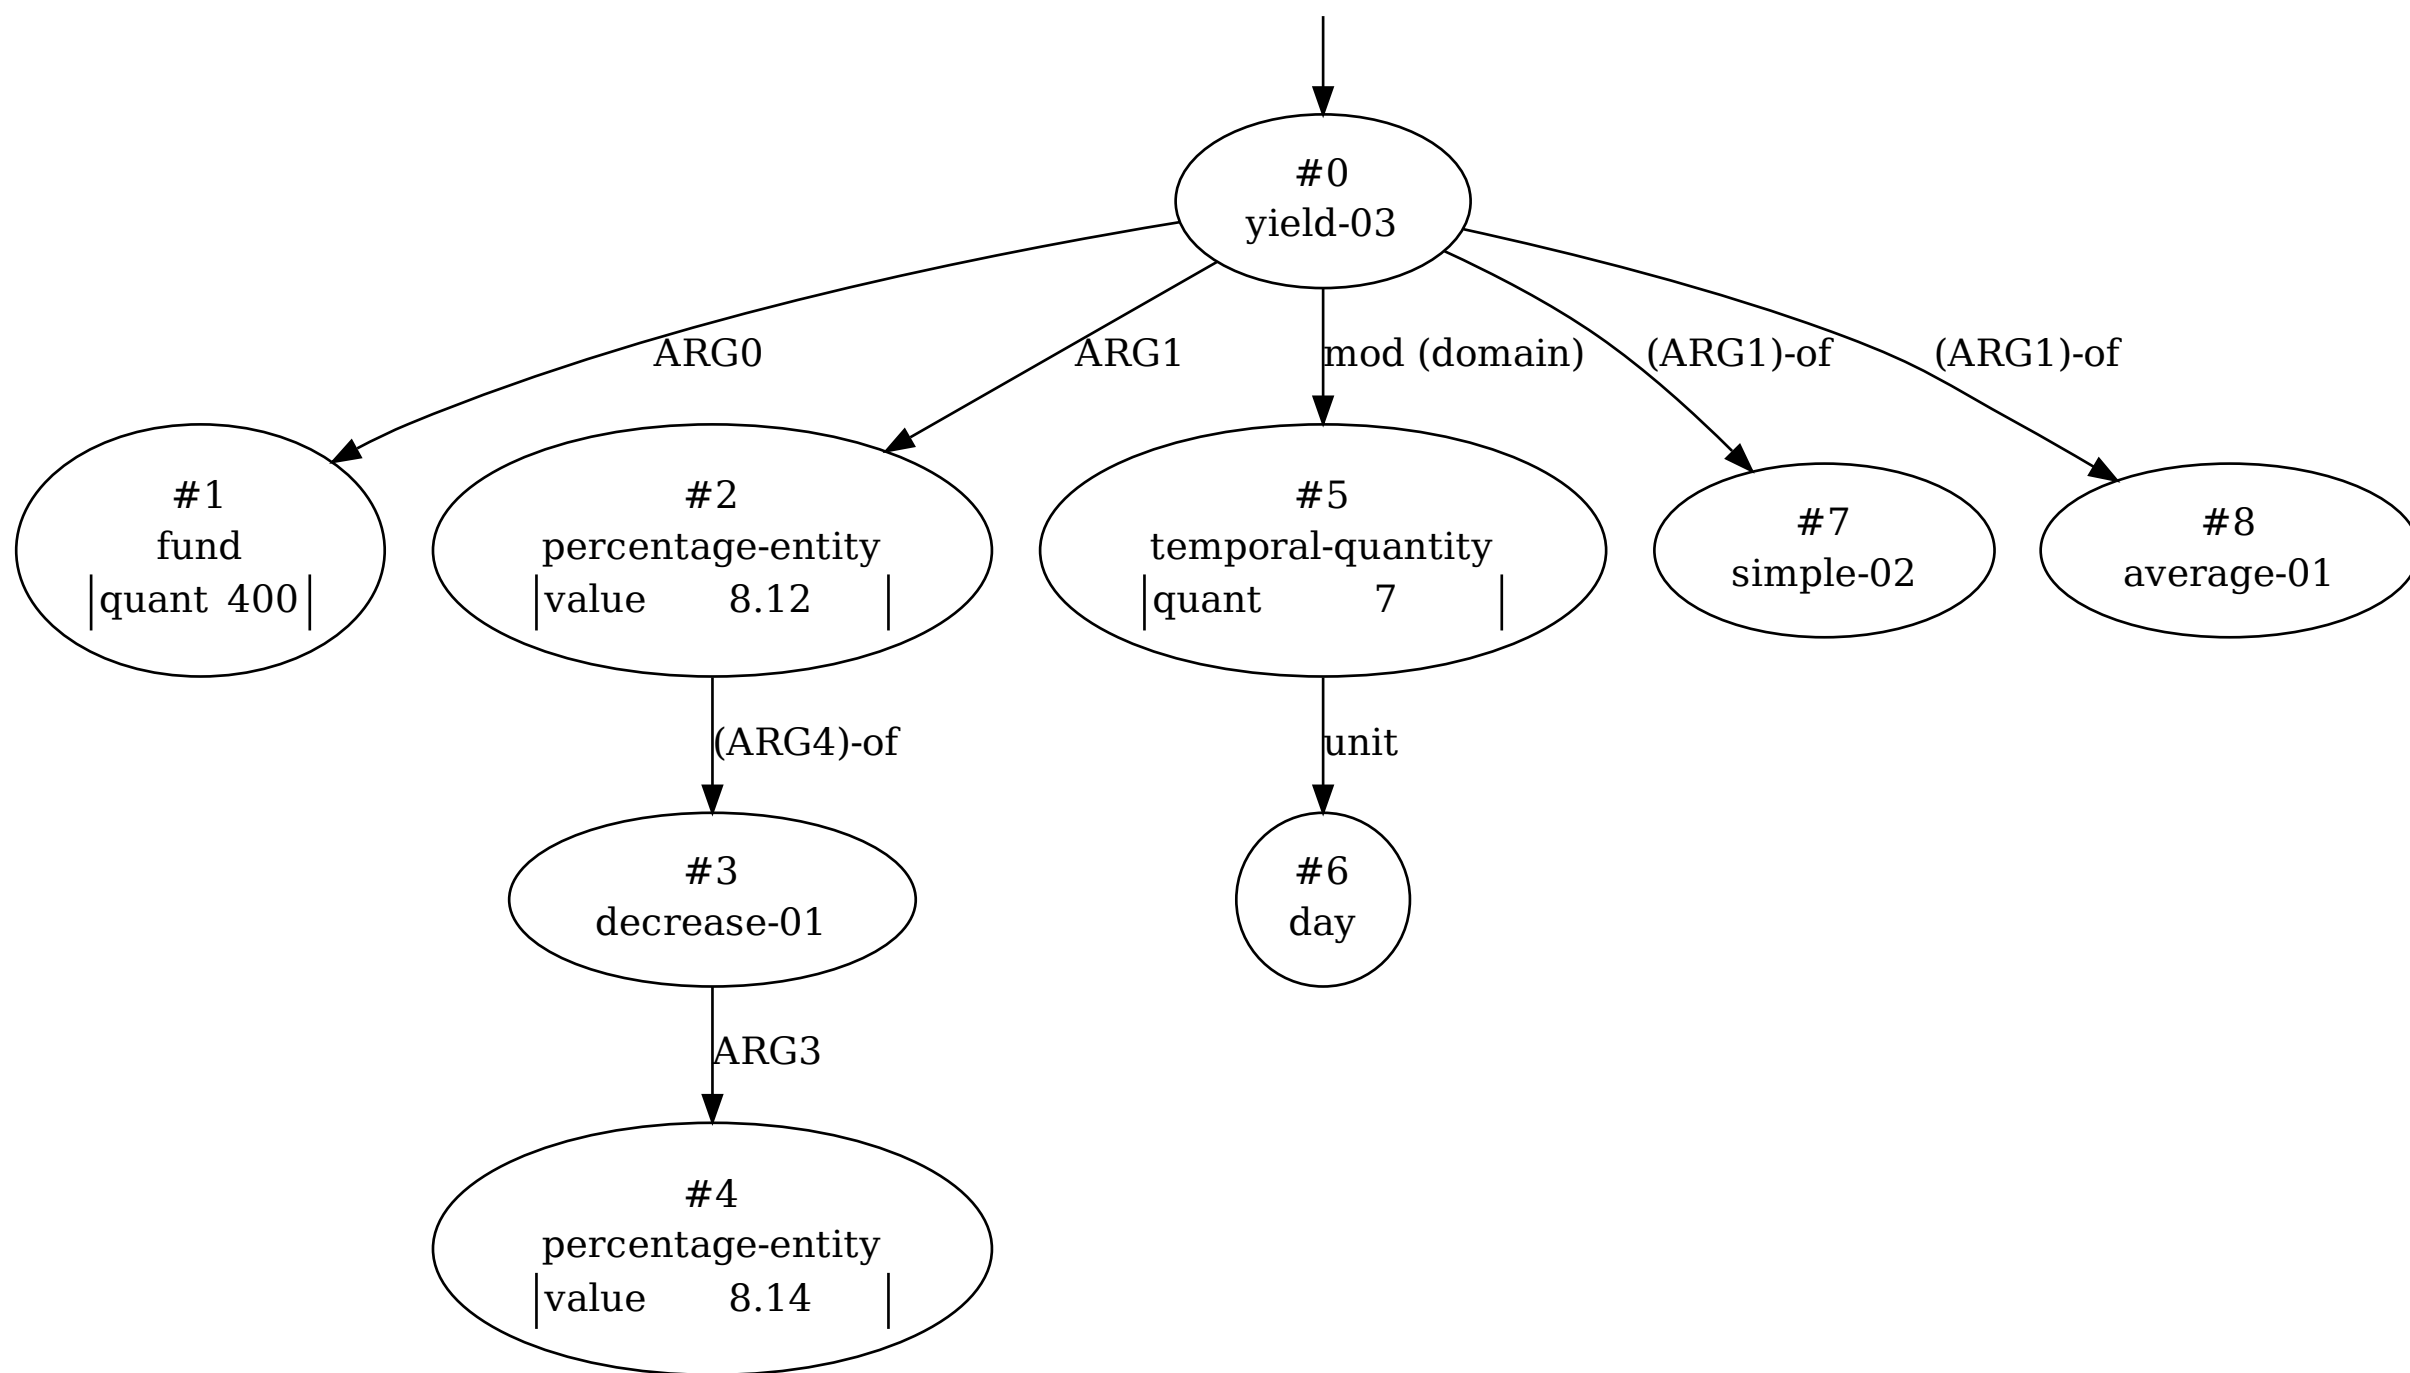 #0
yield-03
ARG0
ARG1
mod (domain)
(ARG1)-of
(ARG1)-of
#1
fund
quant 400
#2
percentage-entity
value 8.12
#5
temporal-quantity
quant 7
#7
simple-02
#8
average-01
(ARG4)-of
unit
#3
decrease-01
#6
day
ARG3
#4
percentage-entity
value 8.14